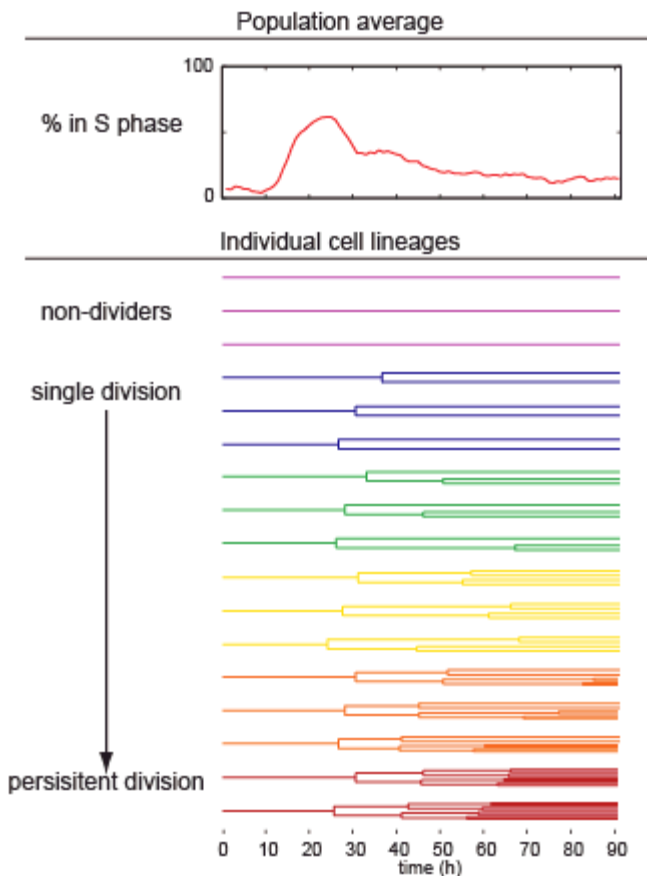 Population average
100
% in S phase
0
Individual cell lineages
non-dividers
single division
persisitent division
0 10 20 30 40 50 60 70 80 90
time (h)